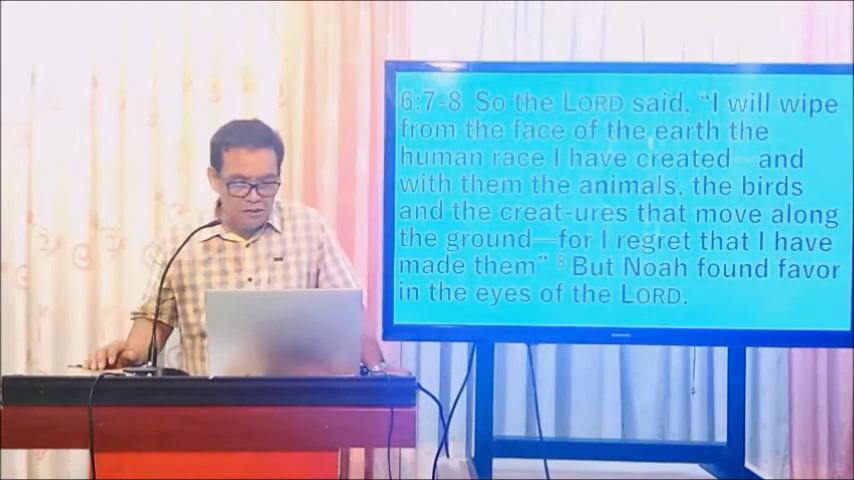 6:7-8 So the LORD said, “I will wipe
from the face of the earth the
human race I have created—and
with them the animals, the birds
and the creat-ures that move along
the ground—for I regret that I have
made them” 8 But Noah found favor
in the eyes of the LORD.